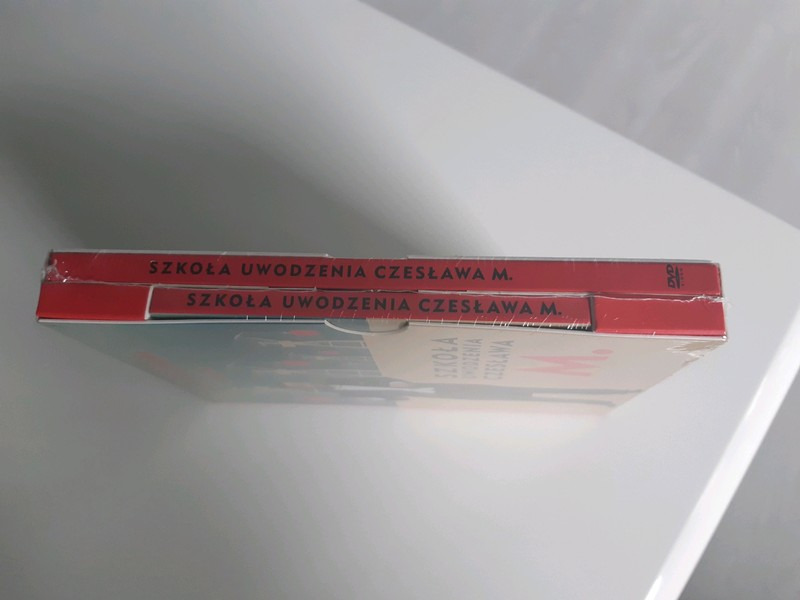 SZKOŁA UWODZENIA CZESŁAWA M.
DVD
SZKOŁA UWODZENIA CZESŁAWA M.
SZKOŁA
UWODZENIA
CZESŁAWA
M.